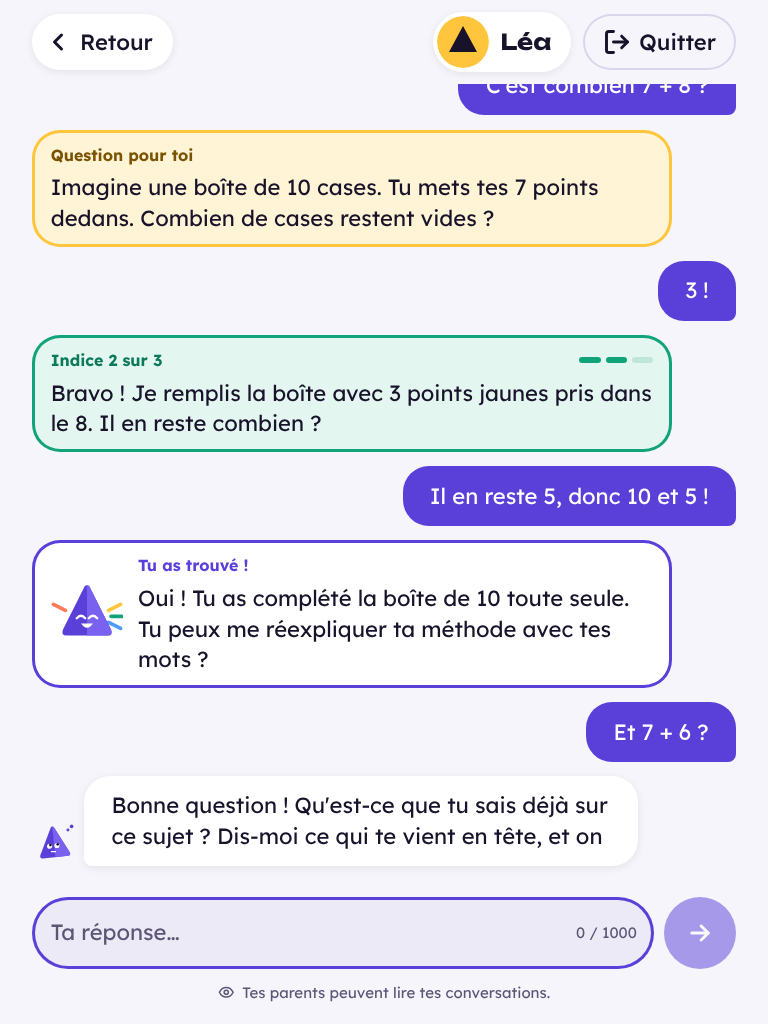 Retour
Léa
Quitter
C'est combien 7 + 8 ?
Question pour toi
Imagine une boîte de 10 cases. Tu mets tes 7 points
dedans. Combien de cases restent vides ?
3 !
Indice 2 sur 3
Bravo ! Je remplis la boîte avec 3 points jaunes pris dans
le 8. Il en reste combien ?
Il en reste 5, donc 10 et 5 !
Tu as trouvé !
Oui ! Tu as complété la boîte de 10 toute seule.
Tu peux me réexpliquer ta méthode avec tes
mots ?
Et 7 + 6 ?
Bonne question ! Qu'est-ce que tu sais déjà sur
ce sujet ? Dis-moi ce qui te vient en tête, et on
Ta réponse…
0 / 1000
Tes parents peuvent lire tes conversations.